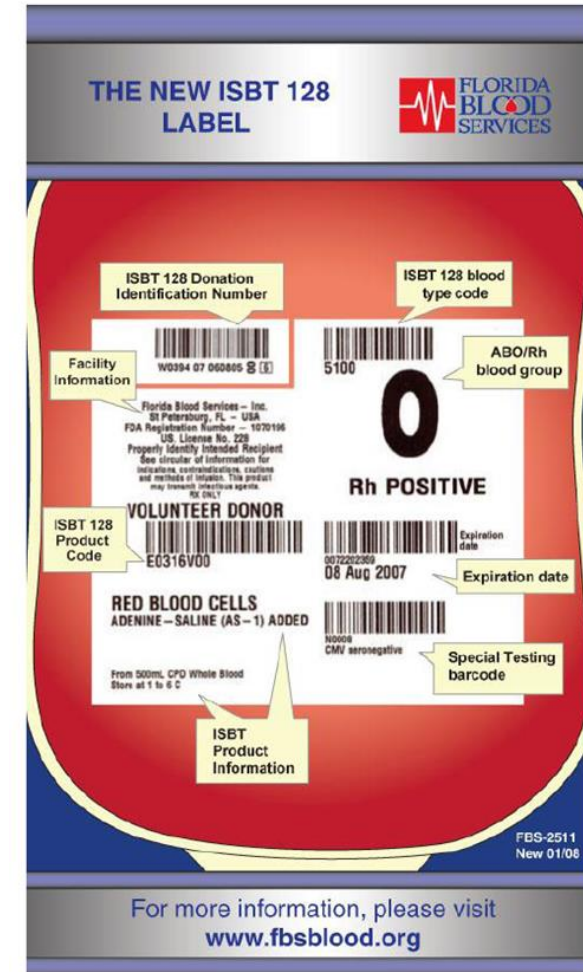 THE NEW ISBT 128
LABEL
FLORIDA
BLOOD
SERVICES
ISBT 128 Donation
Identification Number
ISBT 128 blood
type code
W0394 07 060805
5100
Facility
Information
ABO/Rh
blood group
Florida Blood Services – Inc.
St Petersburg, FL – USA
FDA Registration Number – 1070196
US. License No. 228
Properly Identify Intended Recipient
See circular of information for
indications, contraindications, cautions
and methods of infusion. This product
may transmit infectious agents.
RX ONLY
VOLUNTEER DONOR
O
Rh POSITIVE
ISBT 128
Product
Code
E0316V00
Expiration
date
0072202359
08 Aug 2007
Expiration date
RED BLOOD CELLS
ADENINE–SALINE (AS–1) ADDED
N0008
CMV seronegative
Special Testing
barcode
From 500mL CPD Whole Blood
Store at 1 to 6 C
ISBT
Product
Information
FBS-2511
New 01/08
For more information, please visit
www.fbsblood.org